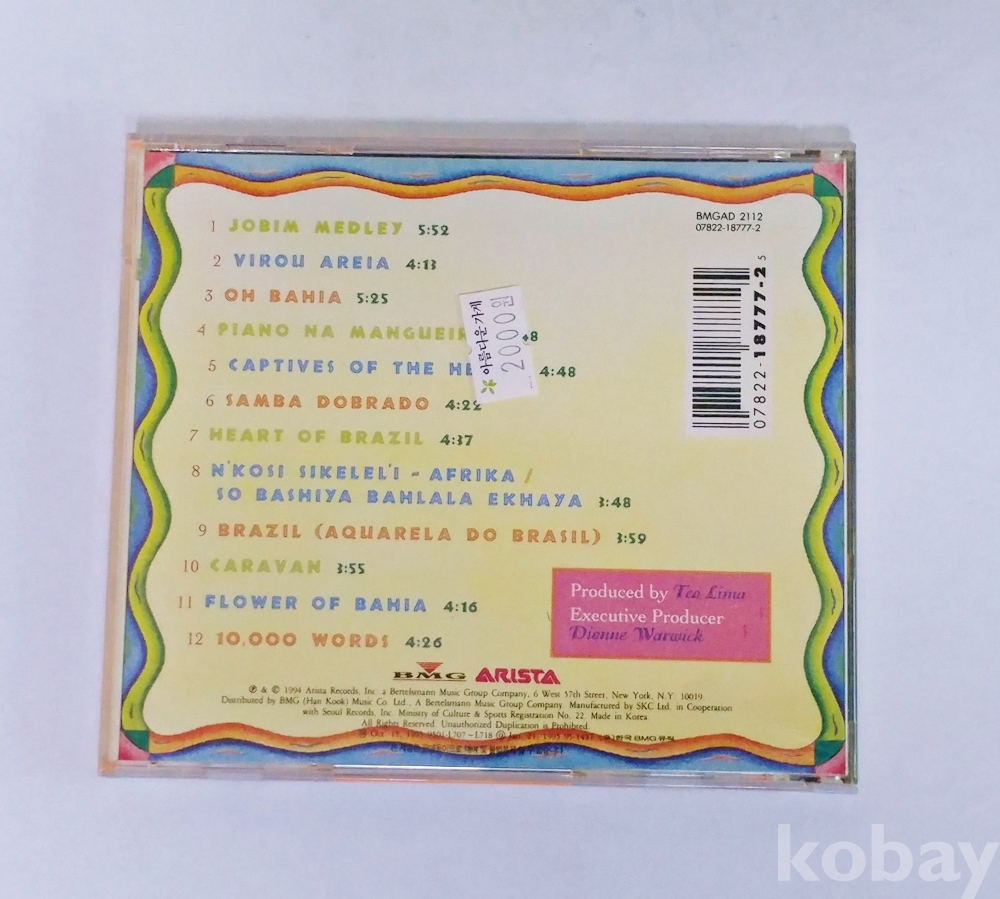 BMGAD 2112
07822-18777-2
1 JOBIM MEDLEY 5:52
2 VIROU AREIA 4:13
3 OH BAHIA 5:25
4 PIANO NA MANGUEIR 48
5 CAPTIVES OF THE HE 4:48
6 SAMBA DOBRADO 4:22
7 HEART OF BRAZIL 4:37
8 N'KOSI SIKELEL'I - AFRIKA /
SO BASHIYA BAHLALA EKHAYA 3:48
9 BRAZIL (AQUARELA DO BRASIL) 3:59
10 CARAVAN 3:55
11 FLOWER OF BAHIA 4:16
12 10,000 WORDS 4:26
아름다운가게
2000원
07822-18777-2 5
Produced by Teo Lima
Executive Producer
Dionne Warwick
BMG ARISTA
℗ & © 1994 Arista Records, Inc. a Bertelsmann Music Group Company, 6 West 57th Street, New York, N.Y. 10019.
Distributed by BMG (Han Kook) Music Co. Ltd., A Bertelsmann Music Group Company. Manufactured by SKC Ltd. in Cooperation
with Seoul Records, Inc. Ministry of Culture & Sports Registration No. 22. Made in Korea.
All Rights Reserved. Unauthorized Duplication is Prohibited.
한국 BMG 뮤직
kobay